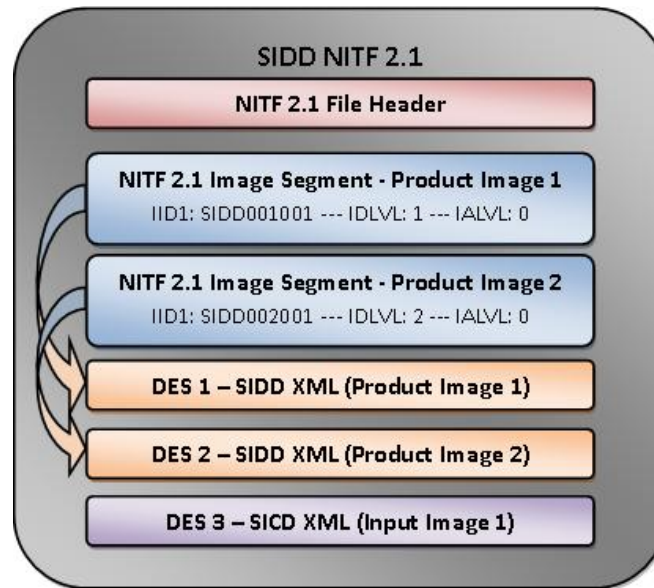 SIDD NITF 2.1
NITF 2.1 File Header
NITF 2.1 Image Segment - Product Image 1
IID1: SIDD001001 --- IDLVL: 1 --- IALVL: 0
NITF 2.1 Image Segment - Product Image 2
IID1: SIDD002001 --- IDLVL: 2 --- IALVL: 0
DES 1 – SIDD XML (Product Image 1)
DES 2 – SIDD XML (Product Image 2)
DES 3 – SICD XML (Input Image 1)